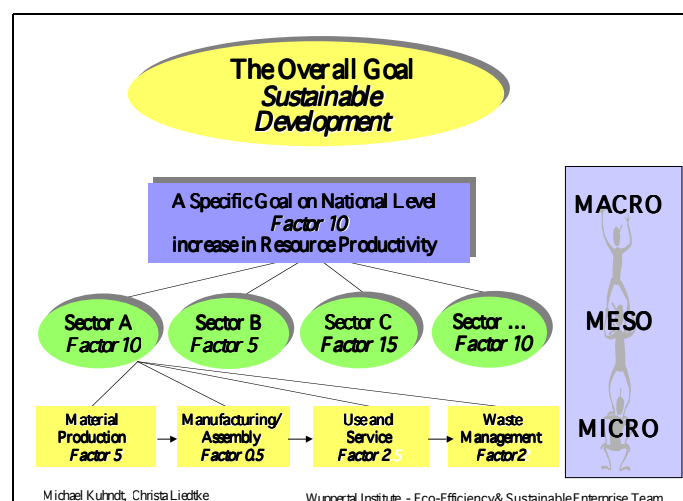 The Overall Goal
Sustainable
Development
A Specific Goal on National Level
Factor 10
increase in Resource Productivity
MACRO
Sector A
Factor 10
Sector B
Factor 5
Sector C
Factor 15
Sector ...
Factor 10
MESO
Material
Production
Factor 5
Manufacturing/
Assembly
Factor 0.5
Use and
Service
Factor 2.5
Waste
Management
Factor2
MICRO
Michael Kuhndt, Christa Liedtke
Wuppertal Institute - Eco-Efficiency & Sustainable Enterprise Team